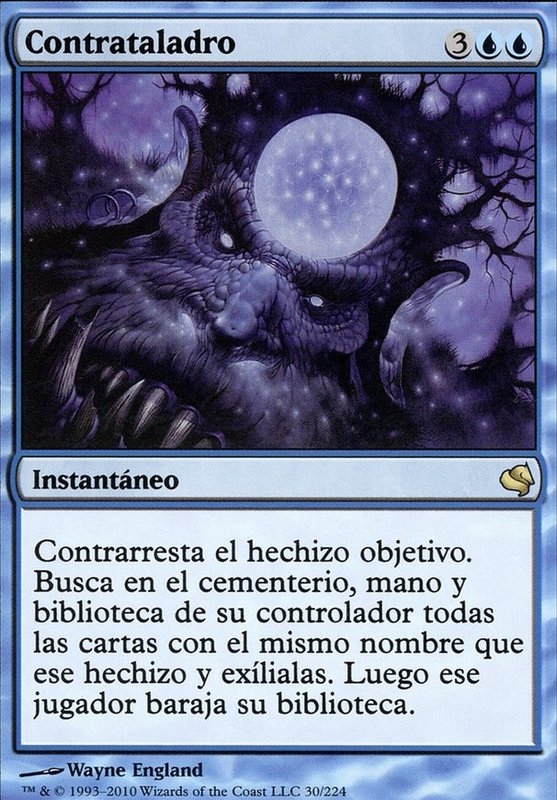 Contrataladro 3
Instantáneo
Contrarresta el hechizo objetivo.
Busca en el cementerio, mano y
biblioteca de su controlador todas
las cartas con el mismo nombre que
ese hechizo y exílialas. Luego ese
jugador baraja su biblioteca.
Wayne England
™ & © 1993–2010 Wizards of the Coast LLC 30/224